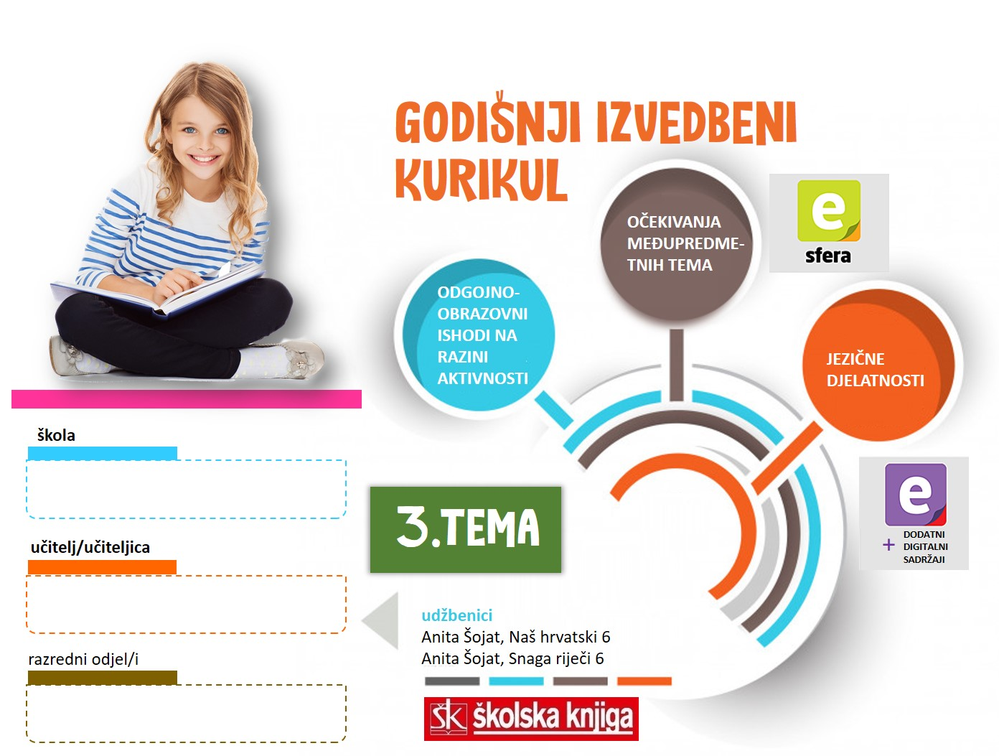 GODIŠNJI IZVEDBENI
KURIKUL
OČEKIVANJA
MEĐUPREDME-
TNIH TEMA
e
sfera
ODGOJNO-
OBRAZOVNI
ISHODI NA
RAZINI
AKTIVNOSTI
JEZIČNE
DJELATNOSTI
e
+ DODATNI
DIGITALNI
SADRŽAJI
škola
učitelj/učiteljica
razredni odjel/i
3.TEMA
udžbenici
Anita Šojat, Naš hrvatski 6
Anita Šojat, Snaga riječi 6
ŠK školska knjiga